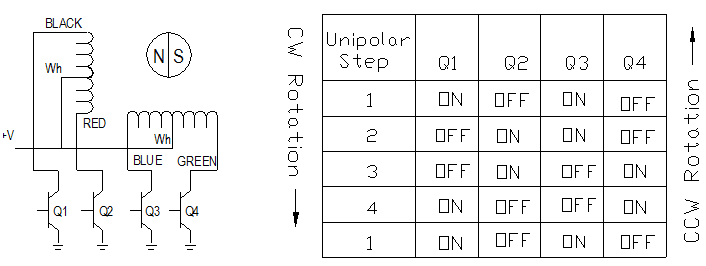 BLACK
Wh
RED
+V
Wh
BLUE
GREEN
Q1
Q2
Q3
Q4
N S
CW Rotation
Unipolar Step Q1 Q2 Q3 Q4
1 ON OFF ON OFF
2 OFF ON ON OFF
3 OFF ON OFF ON
4 ON OFF OFF ON
1 ON OFF ON OFF
CCW Rotation